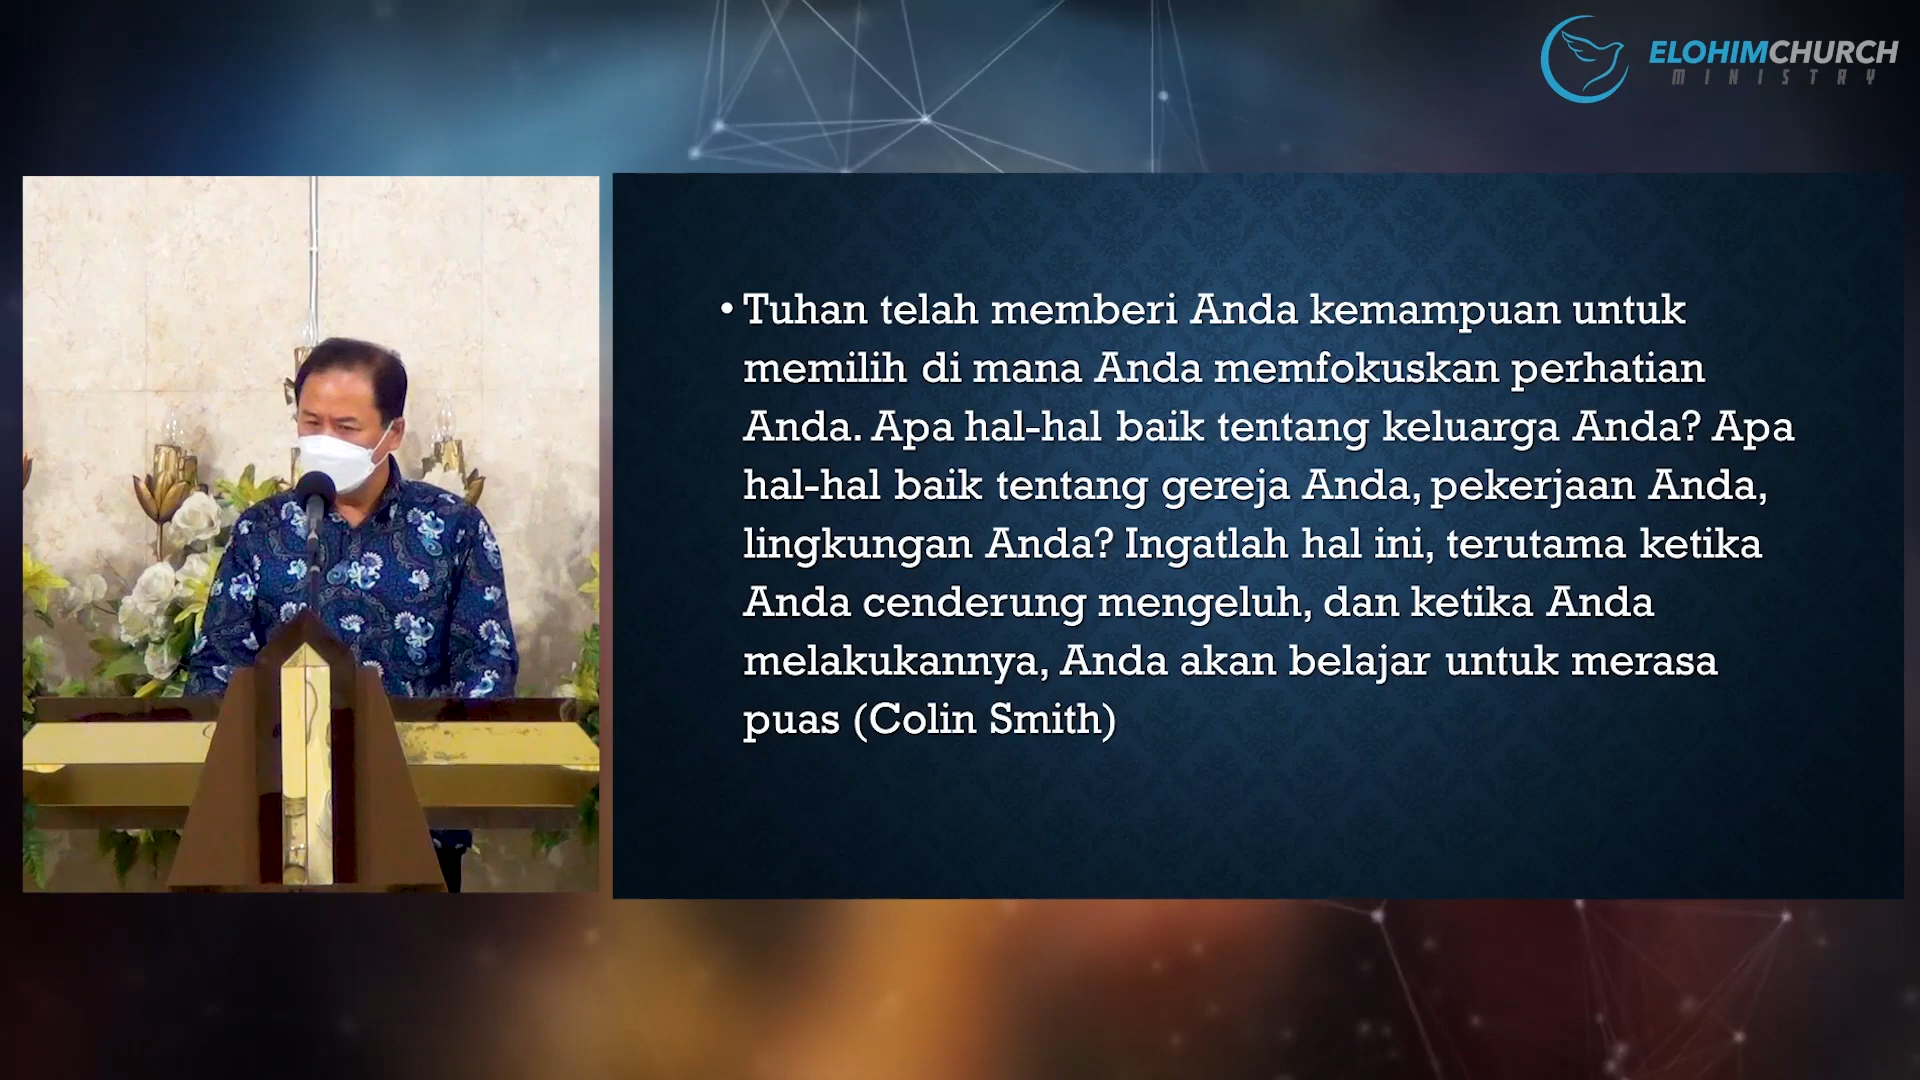 ELOHIMCHURCH
MINISTRY
• Tuhan telah memberi Anda kemampuan untuk
memilih di mana Anda memfokuskan perhatian
Anda. Apa hal-hal baik tentang keluarga Anda? Apa
hal-hal baik tentang gereja Anda, pekerjaan Anda,
lingkungan Anda? Ingatlah hal ini, terutama ketika
Anda cenderung mengeluh, dan ketika Anda
melakukannya, Anda akan belajar untuk merasa
puas (Colin Smith)